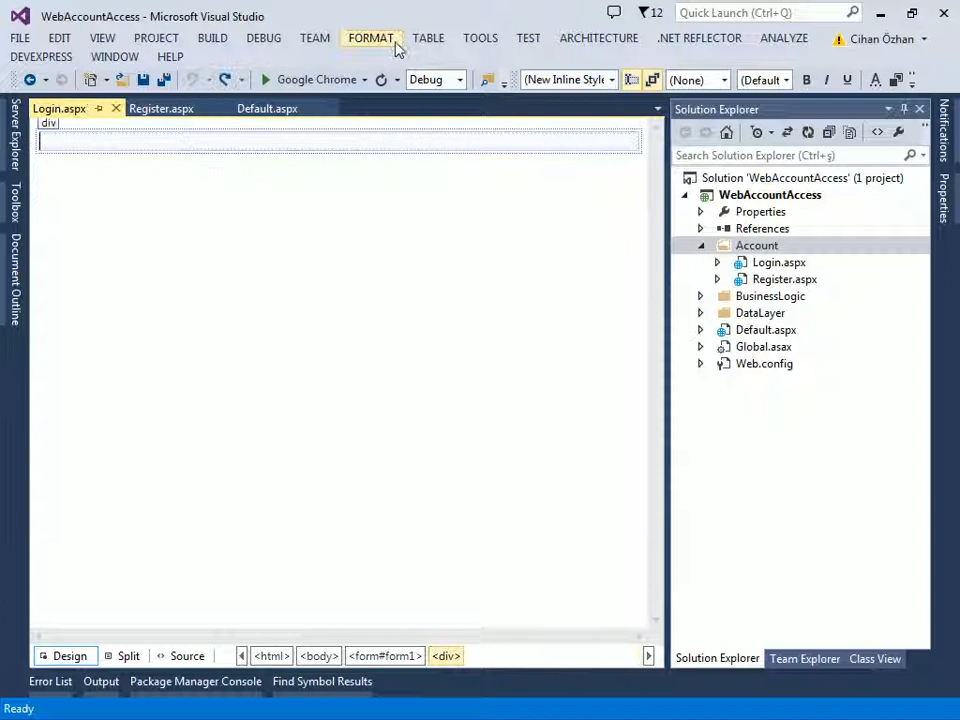 WebAccountAccess - Microsoft Visual Studio
12
Quick Launch (Ctrl+Q)
FILE EDIT VIEW PROJECT BUILD DEBUG TEAM FORMAT TABLE TOOLS TEST ARCHITECTURE .NET REFLECTOR ANALYZE Cihan Özhan
DEVEXPRESS WINDOW HELP
Google Chrome Debug (New Inline Style (None) (Default B I U A
Login.aspx Register.aspx Default.aspx
div
Server Explorer
Toolbox
Document Outline
Solution Explorer
Search Solution Explorer (Ctrl+ş)
Solution 'WebAccountAccess' (1 project)
WebAccountAccess
Properties
References
Account
Login.aspx
Register.aspx
BusinessLogic
DataLayer
Default.aspx
Global.asax
Web.config
Notifications
Properties
Design Split Source <html> <body> <form#form1> <div>
Solution Explorer Team Explorer Class View
Error List Output Package Manager Console Find Symbol Results
Ready